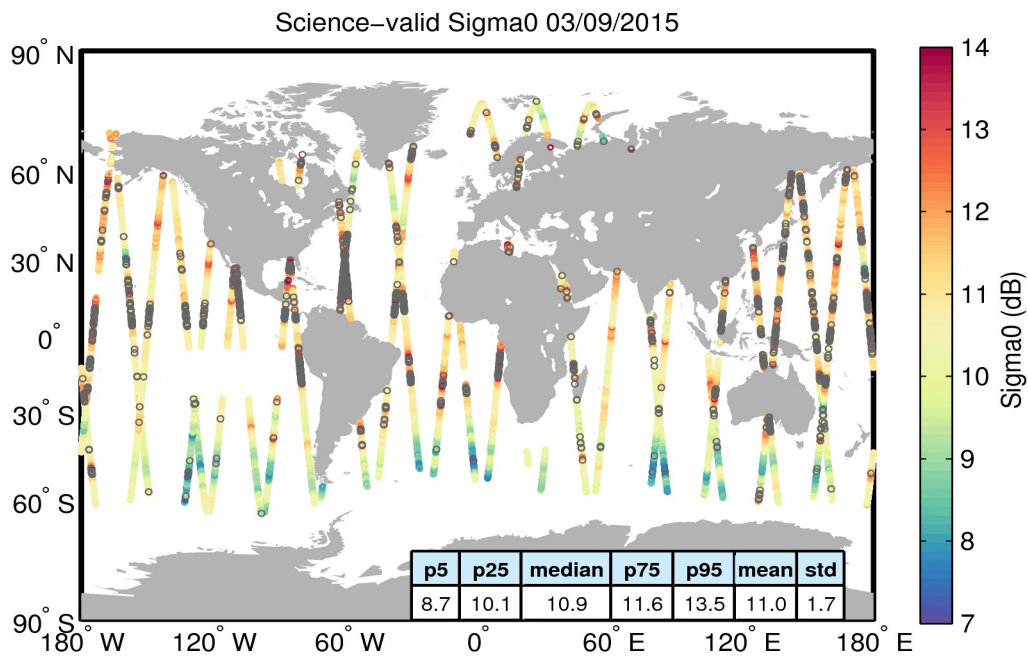 Science−valid Sigma0 03/09/2015
90° N
60° N
30° N
0°
30° S
60° S
90° S
180° W
120° W
60° W
0°
60° E
120° E
180° E
p5 p25 median p75 p95 mean std
8.7 10.1 10.9 11.6 13.5 11.0 1.7
14
13
12
11
10
9
8
7
Sigma0 (dB)